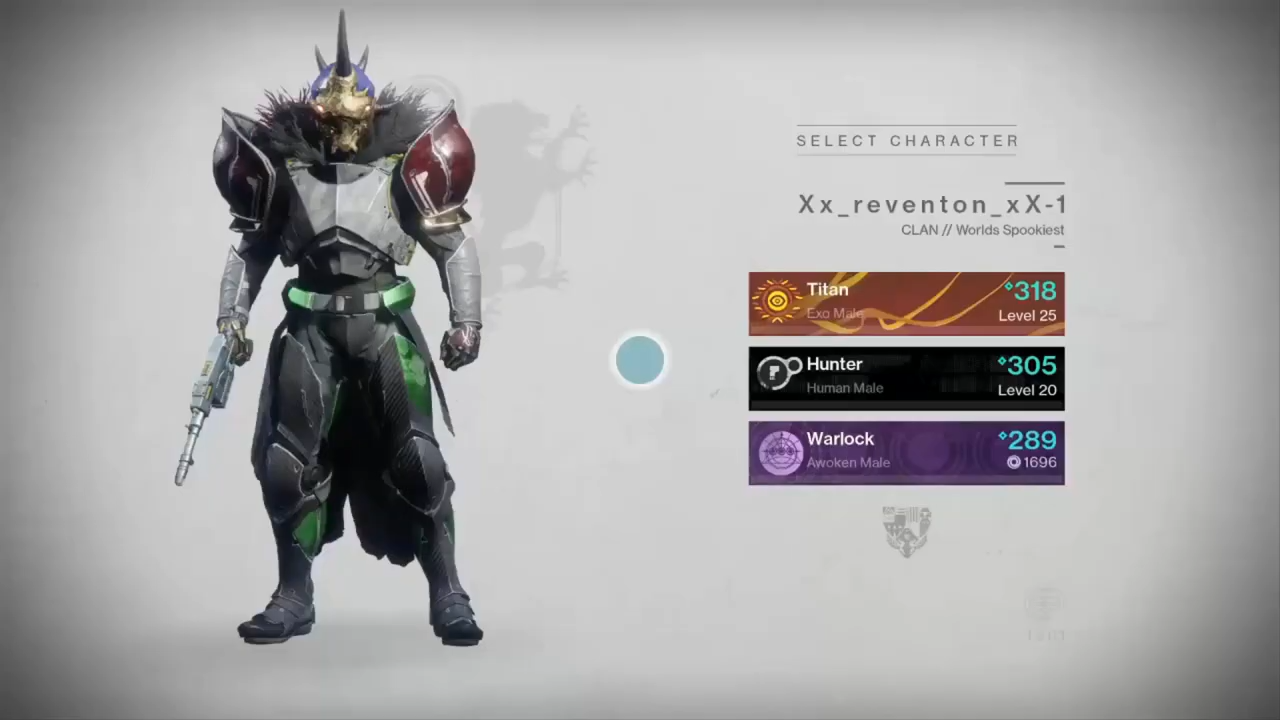 SELECT CHARACTER
Xx_reventon_xX-1
CLAN // Worlds Spookiest
Titan
318
Exo Male
Level 25
Hunter
305
Human Male
Level 20
Warlock
289
Awoken Male
1696